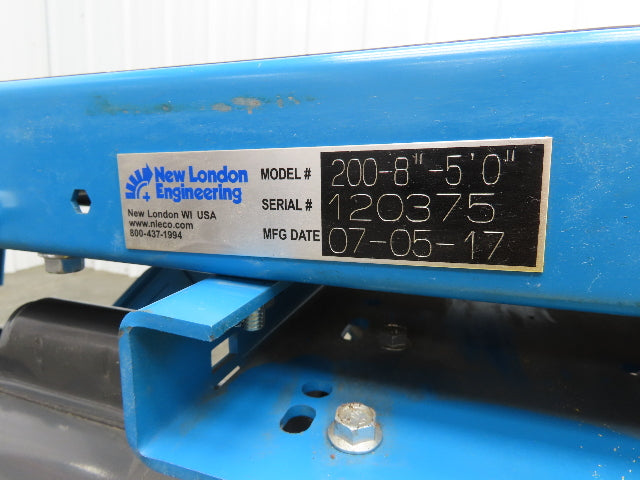 New London
Engineering
New London WI USA
www.nleco.com
800-437-1994
MODEL # 200-8"-5'0"
SERIAL # 120375
MFG DATE 07-05-17